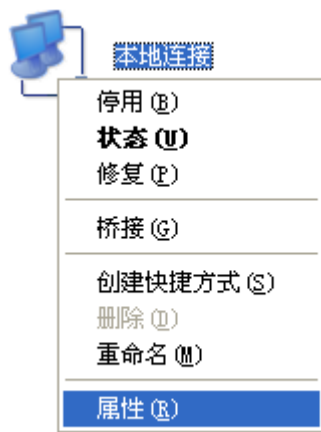 本地连接
停用(B)
状态(U)
修复(P)
桥接(G)
创建快捷方式(S)
删除(D)
重命名(M)
属性(R)